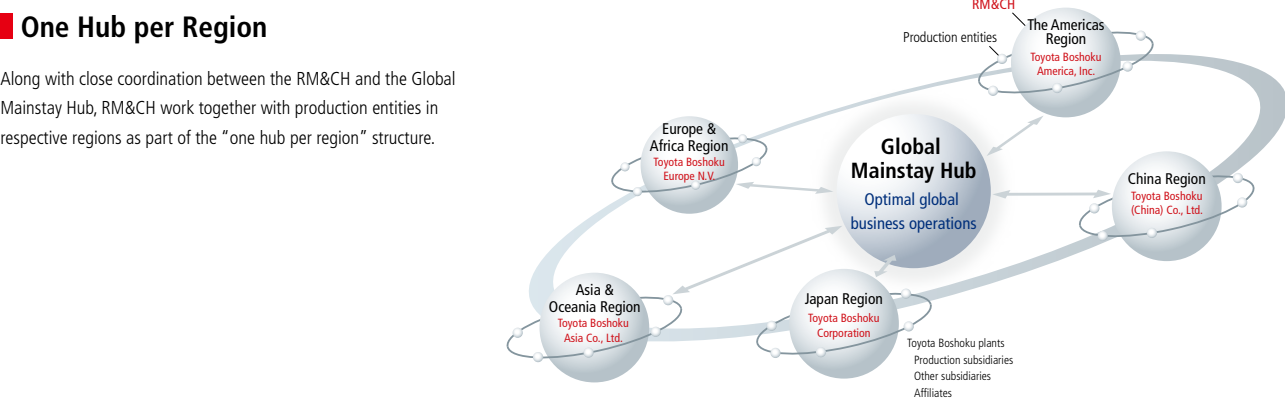 One Hub per Region
Along with close coordination between the RM&CH and the Global
Mainstay Hub, RM&CH work together with production entities in
respective regions as part of the "one hub per region" structure.
RM&CH
Production entities
The Americas
Region
Toyota Boshoku
America, Inc.
Europe &
Africa Region
Toyota Boshoku
Europe N.V.
Global
Mainstay Hub
Optimal global
business operations
China Region
Toyota Boshoku
(China) Co., Ltd.
Asia &
Oceania Region
Toyota Boshoku
Asia Co., Ltd.
Japan Region
Toyota Boshoku
Corporation
Toyota Boshoku plants
Production subsidiaries
Other subsidiaries
Affiliates